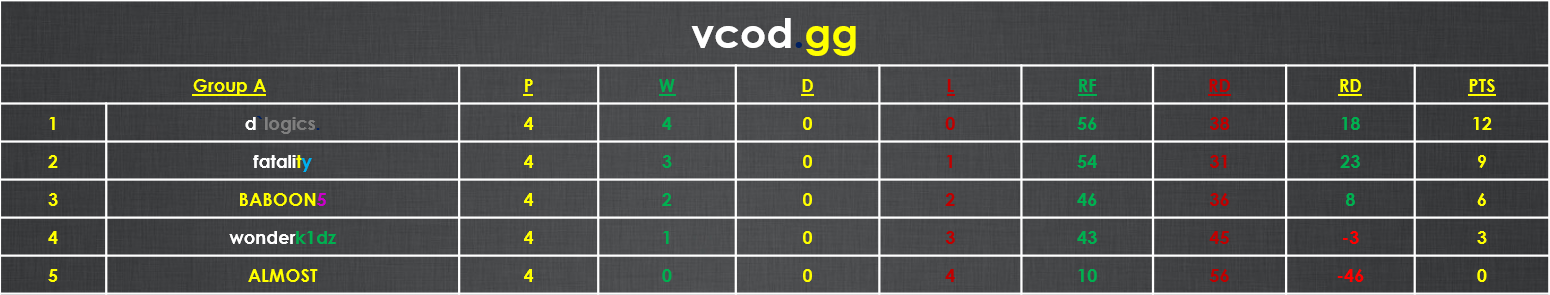 vcod.gg
Group A P W D L RF RD RD PTS
1 d`logics. 4 4 0 0 56 38 18 12
2 fatality 4 3 0 1 54 31 23 9
3 BABOONS 4 2 0 2 46 36 8 6
4 wonderk1dz 4 1 0 3 43 45 -3 3
5 ALMOST 4 0 0 4 10 56 -46 0